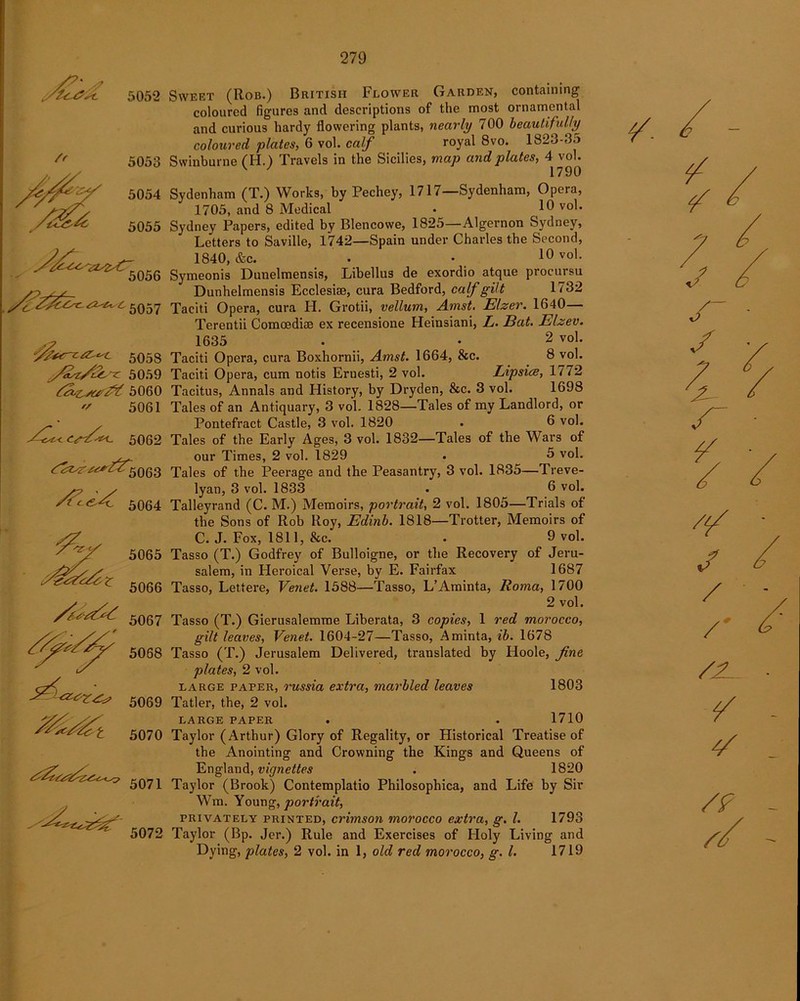 279
5052 Sweet (Rob.) British Flower Garden, containing
coloured figures and descriptions of the most ornamental
and curious hardy flowering plants, nearly 700 beautifully
coloured plates, 6 vol. calf royal 8vo. 1823-35
5053 Swinburne (H.) Travels in the Sicilies, map and plates, 4 vol.
1790
5054 Sydenham (T.) Works, by Pechey, 1717—Sydenham, Opera,
1705, and 8 Medical . 10 vol.
5055 Sydney Papers, edited by Blencowe, 1825—Algernon Sydney,
Letters to Saville, 1742—Spain under Charles the Second,
1840, &c. . . 10 vol.
5056 Symeonis Dunelmensis, Libellus de exordio atque procursu
Dunhelmensis Ecclesiæ, cura Bedford, calf gilt 1732
5057 Taciti Opera, cura H. Grotii, vellum, Amst. Elzer. 1640—
Terentii Comœdiæ ex recensione Heinsiani, L. Bat. Elzev.
1635 . . 2 vol.
5058 Taciti Opera, cura Boxhornii, Amst. 1664, &c. . 8 vol.
5059 Taciti Opera, cum notis Ernesti, 2 vol. Lipsiæ, 1772
5060 Tacitus, Annals and History, by Dryden, &c. 3 vol. 1698
5061 Tales of an Antiquary, 3 vol. 1828—Tales of my Landlord, or
Pontefract Castle, 3 vol. 1820 . 6 vol.
5062 Tales of the Early Ages, 3 vol. 1832—Tales of the Wars of
our Times, 2 vol. 1829 . 5 vol.
5063 Tales of the Peerage and the Peasantry, 3 vol. 1835—Treve-
lyan, 3 vol. 1833 . 6 vol.
5064 Talleyrand (C. M.) Memoirs, portrait, 2 vol. 1805—Trials of
the Sons of Rob Roy, Edinb. 1818—Trotter, Memoirs of
C. J. Fox, 1811, &c. . 9 vol.
5065 Tasso (T.) Godfrey of Bulloigne, or the Recovery of Jeru-
salem, in Heroical Verse, by E. Fairfax 1687
5066 Tasso, Lettere, Venet. 1588—Tasso, L'Aminta, Roma, 1700
2 vol.
5067 Tasso (T.) Gierusalemme Liberata, 3 copies, 1 red morocco,
gilt leaves, Venet. 1604-27—Tasso, Aminta, ib. 1678
5068 Tasso (T.) Jerusalem Delivered, translated by Hoole, fine
plates, 2 vol.
LARGE PAPER, russia extra, marbled leaves 1803
5069 Tatler, the, 2 vol.
LARGE PAPER . . 1710
5070 Taylor (Arthur) Glory of Regality, or Historical Treatise of
the Anointing and Crowning the Kings and Queens of
England, vignettes . 1820
5071 Taylor (Brook) Contemplatio Philosophica, and Life by Sir
Wm. Young, portrait,
PRIVATELY PRINTED, crimson morocco extra, g. l. 1793
5072 Taylor (Bp. Jer.) Rule and Exercises of Holy Living and
Dying, plates, 2 vol. in 1, old red morocco, g. l. 1719